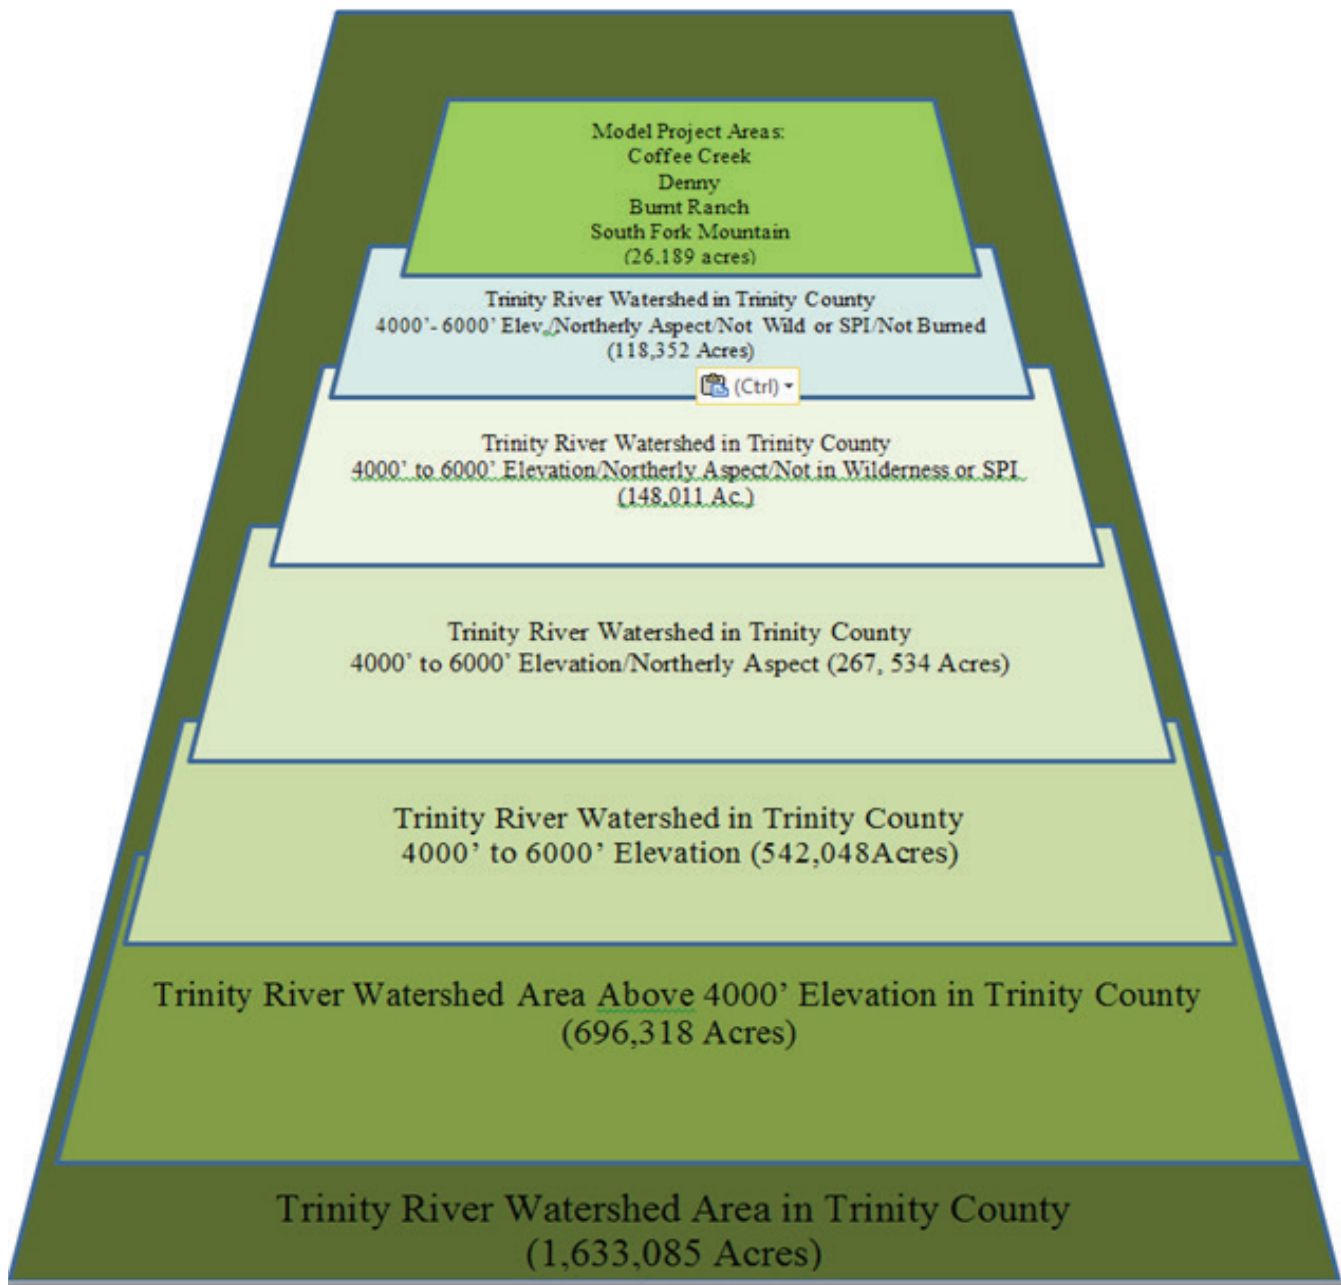 Model Project Areas:
Coffee Creek
Denny
Burnt Ranch
South Fork Mountain
(26,189 acres)
Trinity River Watershed in Trinity County
4000’- 6000’ Elev./Northerly Aspect/Not Wild or SPI/Not Burned
(118,352 Acres)
(Ctrl)
Trinity River Watershed in Trinity County
4000’ to 6000’ Elevation/Northerly Aspect/Not in Wilderness or SPI
(148,011 Ac.)
Trinity River Watershed in Trinity County
4000’ to 6000’ Elevation/Northerly Aspect (267, 534 Acres)
Trinity River Watershed in Trinity County
4000’ to 6000’ Elevation (542,048Acres)
Trinity River Watershed Area Above 4000’ Elevation in Trinity County
(696,318 Acres)
Trinity River Watershed Area in Trinity County
(1,633,085 Acres)